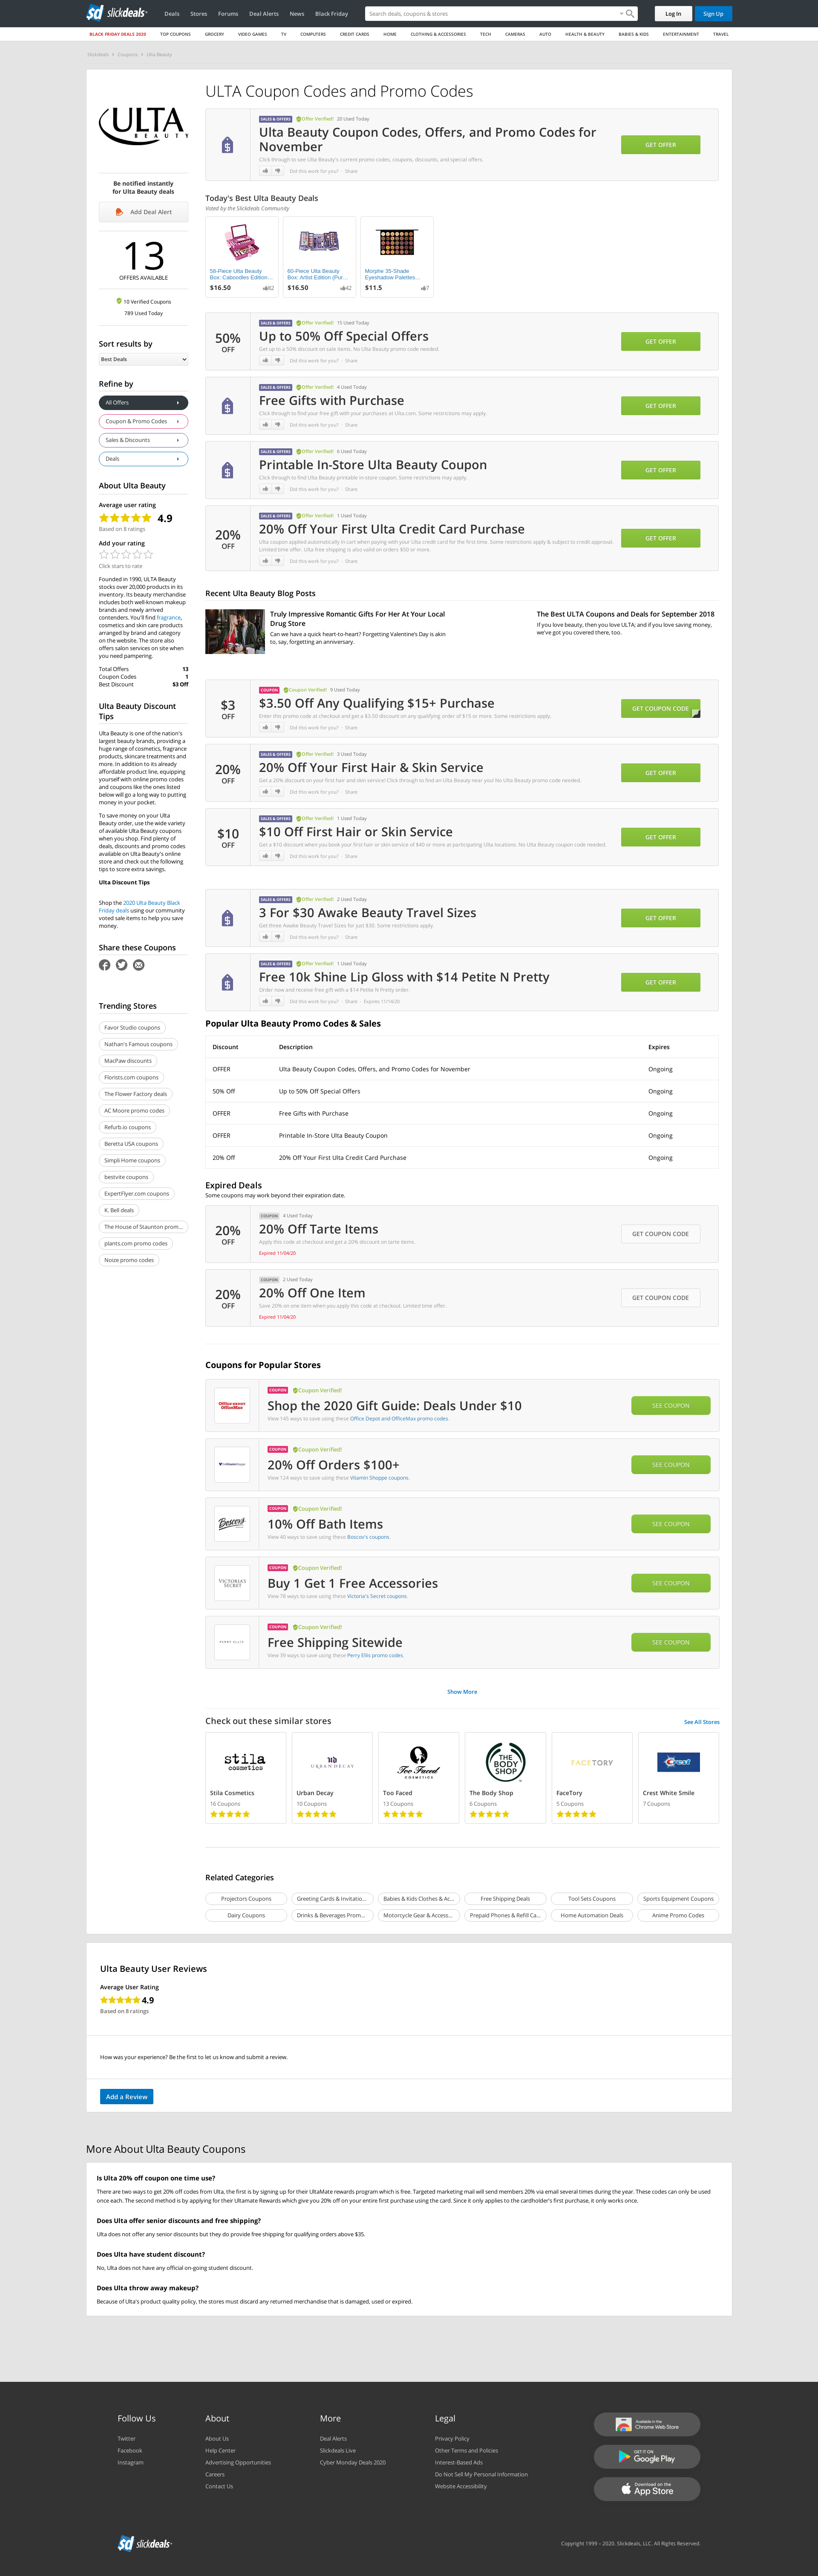 slickdeals
Deals Stores Forums Deal Alerts News Black Friday
Search deals, coupons & stores
Log In Sign Up
BLACK FRIDAY DEALS 2020 TOP COUPONS GROCERY VIDEO GAMES TV COMPUTERS CREDIT CARDS HOME CLOTHING & ACCESSORIES TECH CAMERAS AUTO HEALTH & BEAUTY BABIES & KIDS ENTERTAINMENT TRAVEL
Slickdeals Coupons Ulta Beauty
ULTA BEAUTY
Be notified instantly
for Ulta Beauty deals
Add Deal Alert
13
OFFERS AVAILABLE
10 Verified Coupons
789 Used Today
Sort results by
Best Deals
Refine by
All Offers
Coupon & Promo Codes
Sales & Discounts
Deals
About Ulta Beauty
Average user rating
4.9
Based on 8 ratings
Add your rating
Click stars to rate
Founded in 1990, ULTA Beauty
stocks over 20,000 products in its
inventory. Its beauty merchandise
includes both well-known makeup
brands and newly arrived
contenders. You'll find fragrance,
cosmetics and skin care products
arranged by brand and category
on the website. The store also
offers salon services on site when
you need pampering.
Total Offers 13
Coupon Codes 1
Best Discount $3 Off
Ulta Beauty Discount
Tips
Ulta Beauty is one of the nation's
largest beauty brands, providing a
huge range of cosmetics, fragrance
products, skincare treatments and
more. In addition to its already
affordable product line, equipping
yourself with online promo codes
and coupons like the ones listed
below will go a long way to putting
money in your pocket.
To save money on your Ulta
Beauty order, use the wide variety
of available Ulta Beauty coupons
when you shop. Find plenty of
deals, discounts and promo codes
available on Ulta Beauty's online
store and check out the following
tips to score extra savings.
Ulta Discount Tips
Shop the 2020 Ulta Beauty Black
Friday deals using our community
voted sale items to help you save
money.
Share these Coupons
Trending Stores
Favor Studio coupons
Nathan's Famous coupons
MacPaw discounts
Florists.com coupons
The Flower Factory deals
AC Moore promo codes
Refurb.io coupons
Beretta USA coupons
Simpli Home coupons
bestvite coupons
ExpertFlyer.com coupons
K. Bell deals
The House of Staunton prom...
plants.com promo codes
Noize promo codes
ULTA Coupon Codes and Promo Codes
SALES & OFFERS Offer Verified! 20 Used Today
Ulta Beauty Coupon Codes, Offers, and Promo Codes for
November
Click through to see Ulta Beauty's current promo codes, coupons, discounts, and special offers.
Did this work for you? · Share
GET OFFER
Today's Best Ulta Beauty Deals
Voted by the Slickdeals Community
58-Piece Ulta Beauty
Box: Caboodles Edition...
$16.50 82
60-Piece Ulta Beauty
Box: Artist Edition (Pur...
$16.50 42
Morphe 35-Shade
Eyeshadow Palettes...
$11.5 7
50%
OFF
SALES & OFFERS Offer Verified! 15 Used Today
Up to 50% Off Special Offers
Get up to a 50% discount on sale items. No Ulta Beauty promo code needed.
Did this work for you? · Share
GET OFFER
SALES & OFFERS Offer Verified! 4 Used Today
Free Gifts with Purchase
Click through to find your free gift with your purchases at Ulta.com. Some restrictions may apply.
Did this work for you? · Share
GET OFFER
SALES & OFFERS Offer Verified! 6 Used Today
Printable In-Store Ulta Beauty Coupon
Click through to find Ulta Beauty printable in-store coupon. Some restrictions may apply.
Did this work for you? · Share
GET OFFER
20%
OFF
SALES & OFFERS Offer Verified! 1 Used Today
20% Off Your First Ulta Credit Card Purchase
Ulta coupon applied automatically in cart when paying with your Ulta credit card for the first time. Some restrictions apply & subject to credit approval.
Limited time offer. Ulta free shipping is also valid on orders $50 or more.
Did this work for you? · Share
GET OFFER
Recent Ulta Beauty Blog Posts
Truly Impressive Romantic Gifts For Her At Your Local
Drug Store
Can we have a quick heart-to-heart? Forgetting Valentine's Day is akin
to, say, forgetting an anniversary.
The Best ULTA Coupons and Deals for September 2018
If you love beauty, then you love ULTA; and if you love saving money,
we've got you covered there, too.
$3
OFF
COUPON Coupon Verified! 9 Used Today
$3.50 Off Any Qualifying $15+ Purchase
Enter this promo code at checkout and get a $3.50 discount on any qualifying order of $15 or more. Some restrictions apply.
Did this work for you? · Share
GET COUPON CODE
20%
OFF
SALES & OFFERS Offer Verified! 3 Used Today
20% Off Your First Hair & Skin Service
Get a 20% discount on your first hair and skin service! Click through to find an Ulta Beauty near you! No Ulta Beauty promo code needed.
Did this work for you? · Share
GET OFFER
$10
OFF
SALES & OFFERS Offer Verified! 1 Used Today
$10 Off First Hair or Skin Service
Get a $10 discount when you book your first hair or skin service of $40 or more at participating Ulta locations. No Ulta Beauty coupon code needed.
Did this work for you? · Share
GET OFFER
SALES & OFFERS Offer Verified! 2 Used Today
3 For $30 Awake Beauty Travel Sizes
Get three Awake Beauty Travel Sizes for just $30. Some restrictions apply.
Did this work for you? · Share
GET OFFER
SALES & OFFERS Offer Verified! 1 Used Today
Free 10k Shine Lip Gloss with $14 Petite N Pretty
Order now and receive free gift with a $14 Petite N Pretty order.
Did this work for you? · Share · Expires 11/14/20
GET OFFER
Popular Ulta Beauty Promo Codes & Sales
Discount Description Expires
OFFER Ulta Beauty Coupon Codes, Offers, and Promo Codes for November Ongoing
50% Off Up to 50% Off Special Offers Ongoing
OFFER Free Gifts with Purchase Ongoing
OFFER Printable In-Store Ulta Beauty Coupon Ongoing
20% Off 20% Off Your First Ulta Credit Card Purchase Ongoing
Expired Deals
Some coupons may work beyond their expiration date.
20%
OFF
COUPON 4 Used Today
20% Off Tarte Items
Apply this code at checkout and get a 20% discount on tarte items.
Expired 11/04/20
GET COUPON CODE
20%
OFF
COUPON 2 Used Today
20% Off One Item
Save 20% on one item when you apply this code at checkout. Limited time offer.
Expired 11/04/20
GET COUPON CODE
Coupons for Popular Stores
Office DEPOT
OfficeMax
COUPON Coupon Verified!
Shop the 2020 Gift Guide: Deals Under $10
View 145 ways to save using these Office Depot and OfficeMax promo codes.
SEE COUPON
COUPON Coupon Verified!
20% Off Orders $100+
View 124 ways to save using these Vitamin Shoppe coupons.
SEE COUPON
Boscov's
COUPON Coupon Verified!
10% Off Bath Items
View 40 ways to save using these Boscov's coupons.
SEE COUPON
VICTORIA'S
SECRET
COUPON Coupon Verified!
Buy 1 Get 1 Free Accessories
View 78 ways to save using these Victoria's Secret coupons.
SEE COUPON
PERRY ELLIS
COUPON Coupon Verified!
Free Shipping Sitewide
View 39 ways to save using these Perry Ellis promo codes.
SEE COUPON
Show More
Check out these similar stores
See All Stores
stila
cosmetics
Stila Cosmetics
16 Coupons
UD
URBAN DECAY
Urban Decay
10 Coupons
Too Faced
COSMETICS
Too Faced
13 Coupons
THE
BODY
SHOP
The Body Shop
6 Coupons
FACETORY
FaceTory
5 Coupons
Crest
Crest White Smile
7 Coupons
Related Categories
Projectors Coupons Greeting Cards & Invitatio... Babies & Kids Clothes & Ac... Free Shipping Deals Tool Sets Coupons Sports Equipment Coupons
Dairy Coupons Drinks & Beverages Prom... Motorcycle Gear & Access... Prepaid Phones & Refill Ca... Home Automation Deals Anime Promo Codes
Ulta Beauty User Reviews
Average User Rating
4.9
Based on 8 ratings
How was your experience? Be the first to let us know and submit a review.
Add a Review
More About Ulta Beauty Coupons
Is Ulta 20% off coupon one time use?
There are two ways to get 20% off codes from Ulta, the first is by signing up for their UltaMate rewards program which is free. Targeted marketing mail will send members 20% via email several times during the year. These codes can only be used
once each. The second method is by applying for their Ultamate Rewards which give you 20% off on your entire first purchase using the card. Since it only applies to the cardholder's first purchase, it only works once.
Does Ulta offer senior discounts and free shipping?
Ulta does not offer any senior discounts but they do provide free shipping for qualifying orders above $35.
Does Ulta have student discount?
No, Ulta does not have any official on-going student discount.
Does Ulta throw away makeup?
Because of Ulta's product quality policy, the stores must discard any returned merchandise that is damaged, used or expired.
Follow Us
Twitter
Facebook
Instagram
About
About Us
Help Center
Advertising Opportunities
Careers
Contact Us
More
Deal Alerts
Slickdeals Live
Cyber Monday Deals 2020
Legal
Privacy Policy
Other Terms and Policies
Interest-Based Ads
Do Not Sell My Personal Information
Website Accessibility
Available in the
Chrome Web Store
GET IT ON
Google Play
Download on the
App Store
slickdeals
Copyright 1999 - 2020. Slickdeals, LLC. All Rights Reserved.